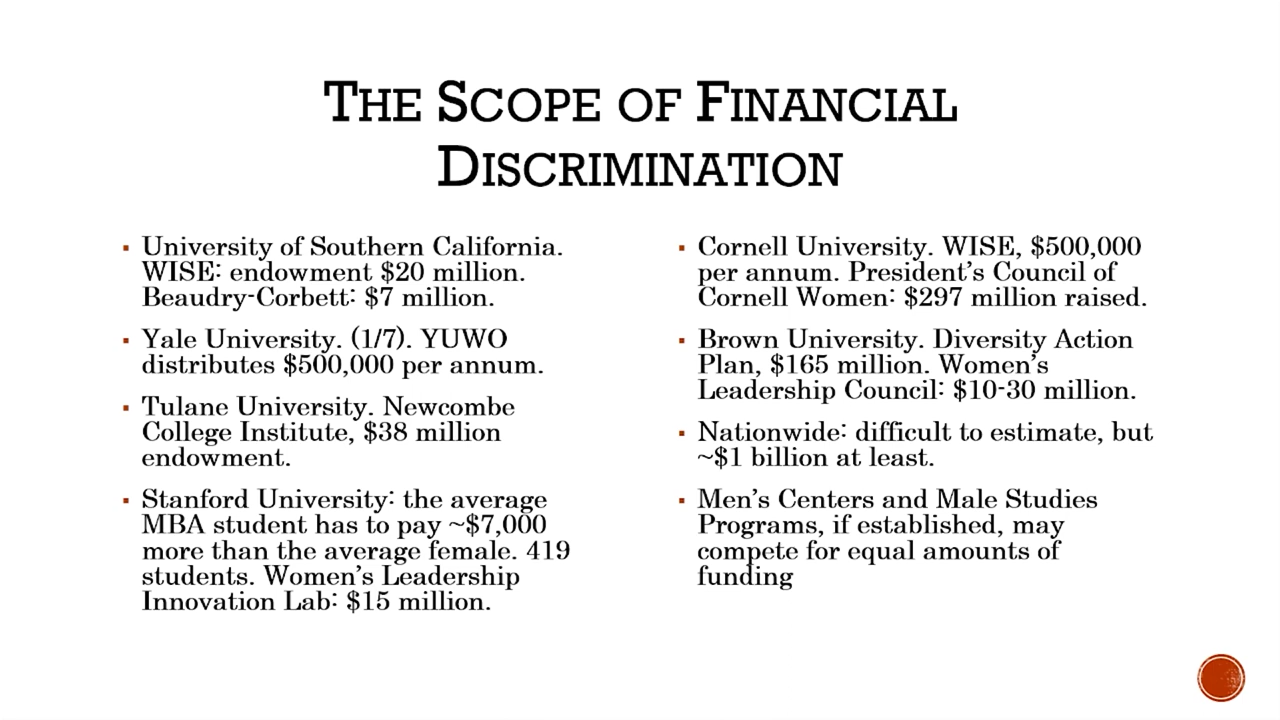 THE SCOPE OF FINANCIAL
DISCRIMINATION
▪ University of Southern California.
WISE: endowment $20 million.
Beaudry-Corbett: $7 million.
▪ Yale University. (1/7). YUWO
distributes $500,000 per annum.
▪ Tulane University. Newcombe
College Institute, $38 million
endowment.
▪ Stanford University: the average
MBA student has to pay ~$7,000
more than the average female. 419
students. Women's Leadership
Innovation Lab: $15 million.
▪ Cornell University. WISE, $500,000
per annum. President's Council of
Cornell Women: $297 million raised.
▪ Brown University. Diversity Action
Plan, $165 million. Women's
Leadership Council: $10-30 million.
▪ Nationwide: difficult to estimate, but
~$1 billion at least.
▪ Men's Centers and Male Studies
Programs, if established, may
compete for equal amounts of
funding